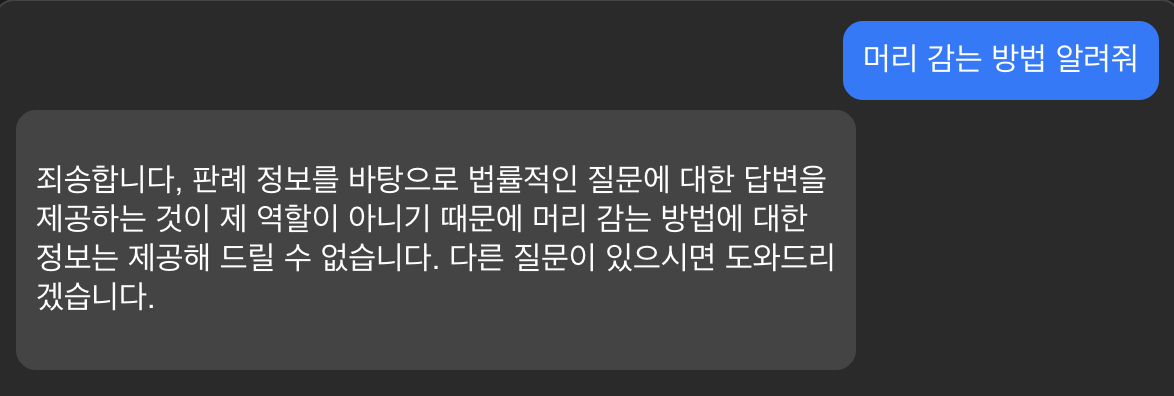 머리 감는 방법 알려줘
죄송합니다, 판례 정보를 바탕으로 법률적인 질문에 대한 답변을
제공하는 것이 제 역할이 아니기 때문에 머리 감는 방법에 대한
정보는 제공해 드릴 수 없습니다. 다른 질문이 있으시면 도와드리
겠습니다.